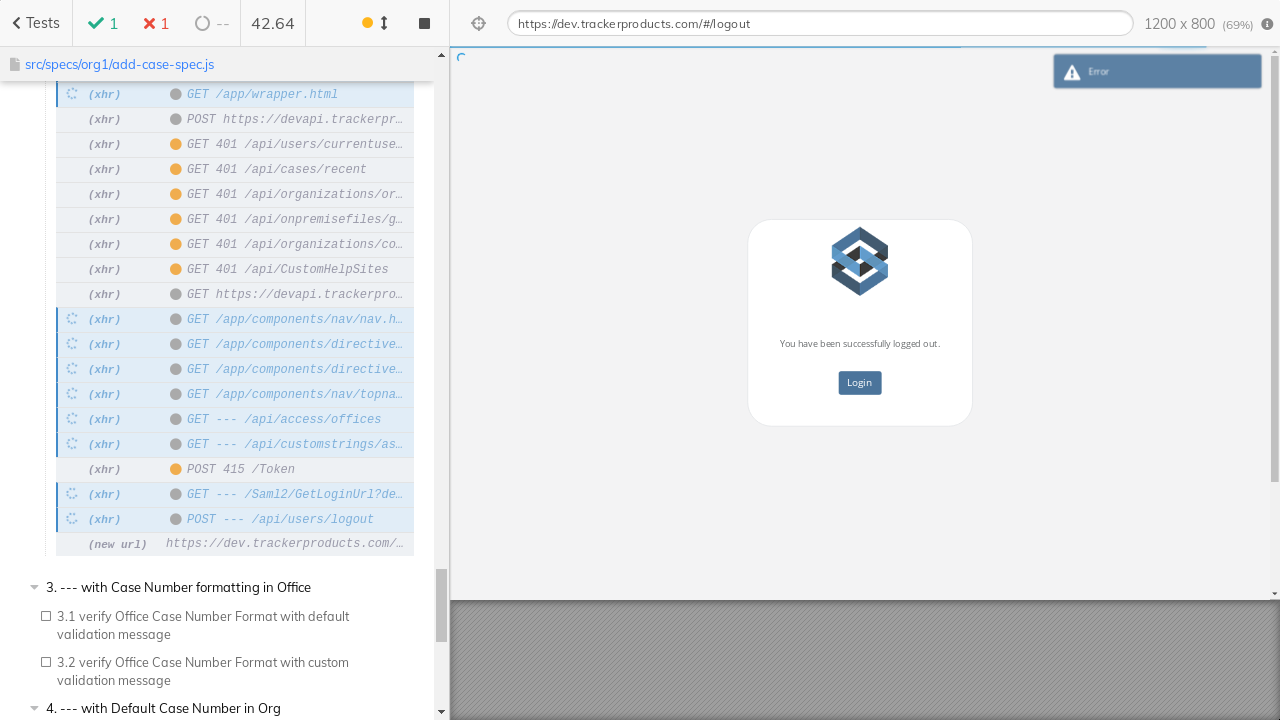 Tests 1 1 -- 42.64 https://dev.trackerproducts.com/#/logout 1200 x 800 (69%)
src/specs/org1/add-case-spec.js
Error
(xhr) GET /app/wrapper.html
(xhr) POST https://devapi.trackerpr…
(xhr) GET 401 /api/users/currentuse…
(xhr) GET 401 /api/cases/recent
(xhr) GET 401 /api/organizations/or…
(xhr) GET 401 /api/onpremisefiles/g…
(xhr) GET 401 /api/organizations/co…
(xhr) GET 401 /api/CustomHelpSites
(xhr) GET https://devapi.trackerpro…
(xhr) GET /app/components/nav/nav.h…
(xhr) GET /app/components/directive…
(xhr) GET /app/components/directive…
(xhr) GET /app/components/nav/topna…
(xhr) GET --- /api/access/offices
(xhr) GET --- /api/customstrings/as…
(xhr) POST 415 /Token
(xhr) GET --- /Saml2/GetLoginUrl?de…
(xhr) POST --- /api/users/logout
(new url) https://dev.trackerproducts.com/…
You have been successfully logged out.
Login
3. --- with Case Number formatting in Office
3.1 verify Office Case Number Format with default
validation message
3.2 verify Office Case Number Format with custom
validation message
4. --- with Default Case Number in Org